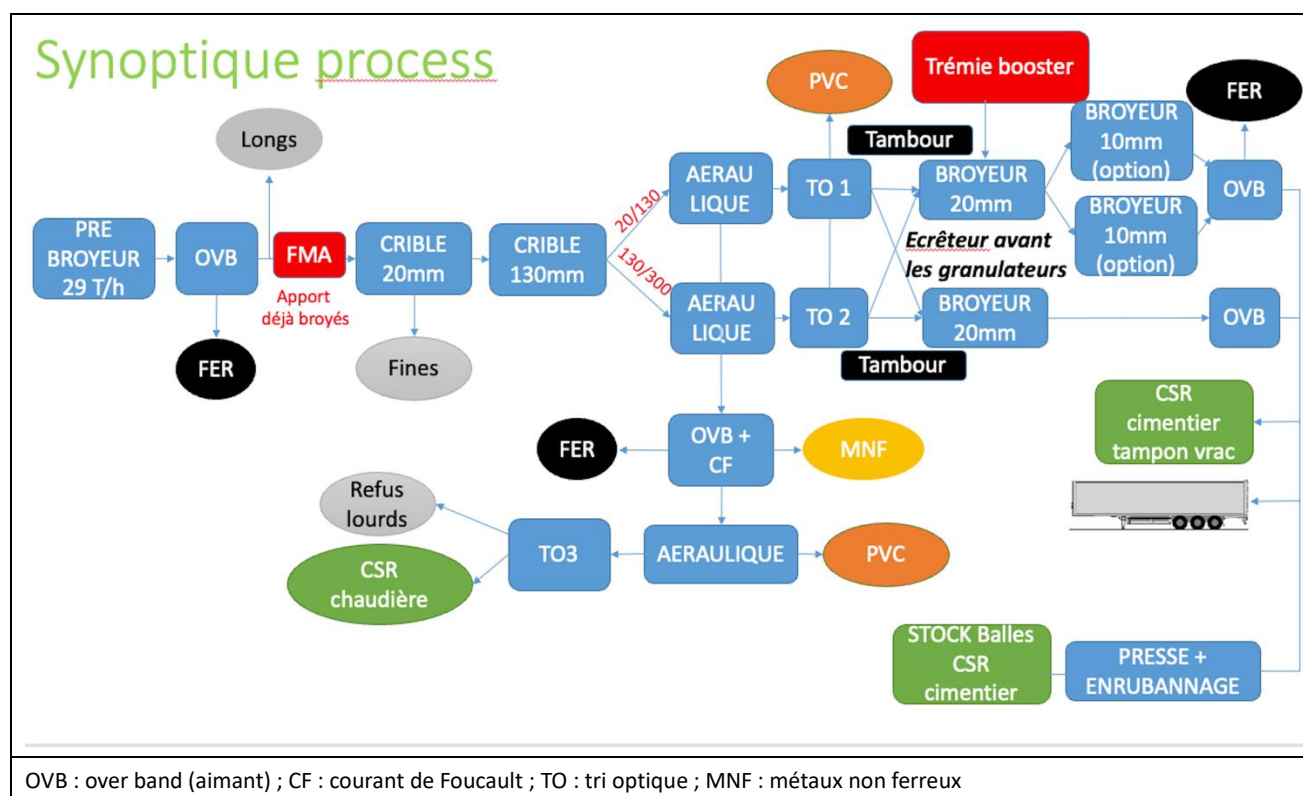 Synoptique process
Longs
PRE
BROYEUR
29 T/h
OVB
FER
FMA
Apport
déjà broyés
CRIBLE
20mm
Fines
CRIBLE
130mm
20/130
130/300
AERAU
LIQUE
AERAU
LIQUE
PVC
TO 1
TO 2
Tambour
Tambour
Trémie booster
BROYEUR
20mm
Ecrêteur avant
les granulateurs
BROYEUR
20mm
BROYEUR
10mm
(option)
BROYEUR
10mm
(option)
FER
OVB
OVB
FER
OVB +
CF
MNF
Refus
lourds
CSR
chaudière
TO3
AERAULIQUE
PVC
CSR
cimentier
tampon vrac
STOCK Balles
CSR
cimentier
PRESSE +
ENRUBANNAGE
OVB : over band (aimant) ; CF : courant de Foucault ; TO : tri optique ; MNF : métaux non ferreux